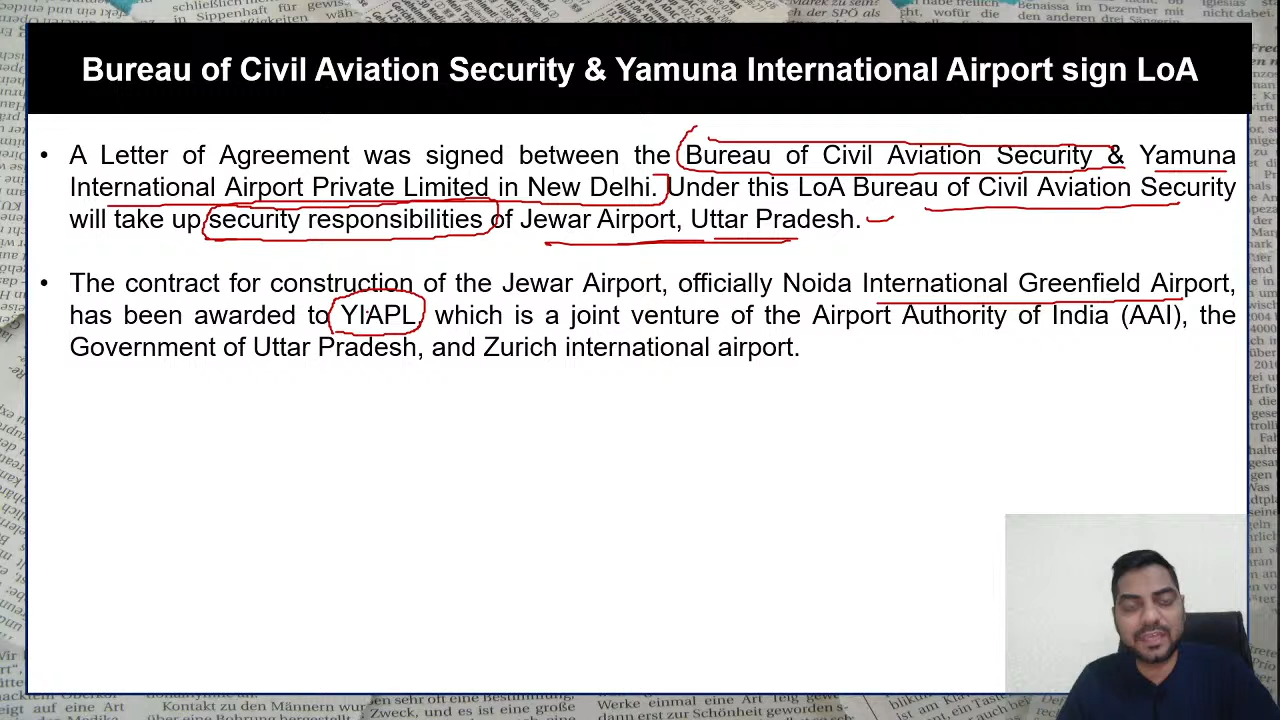 Bureau of Civil Aviation Security & Yamuna International Airport sign LoA
• A Letter of Agreement was signed between the Bureau of Civil Aviation Security & Yamuna
International Airport Private Limited in New Delhi. Under this LoA Bureau of Civil Aviation Security
will take up security responsibilities of Jewar Airport, Uttar Pradesh.
• The contract for construction of the Jewar Airport, officially Noida International Greenfield Airport,
has been awarded to YIAPL, which is a joint venture of the Airport Authority of India (AAI), the
Government of Uttar Pradesh, and Zurich international airport.